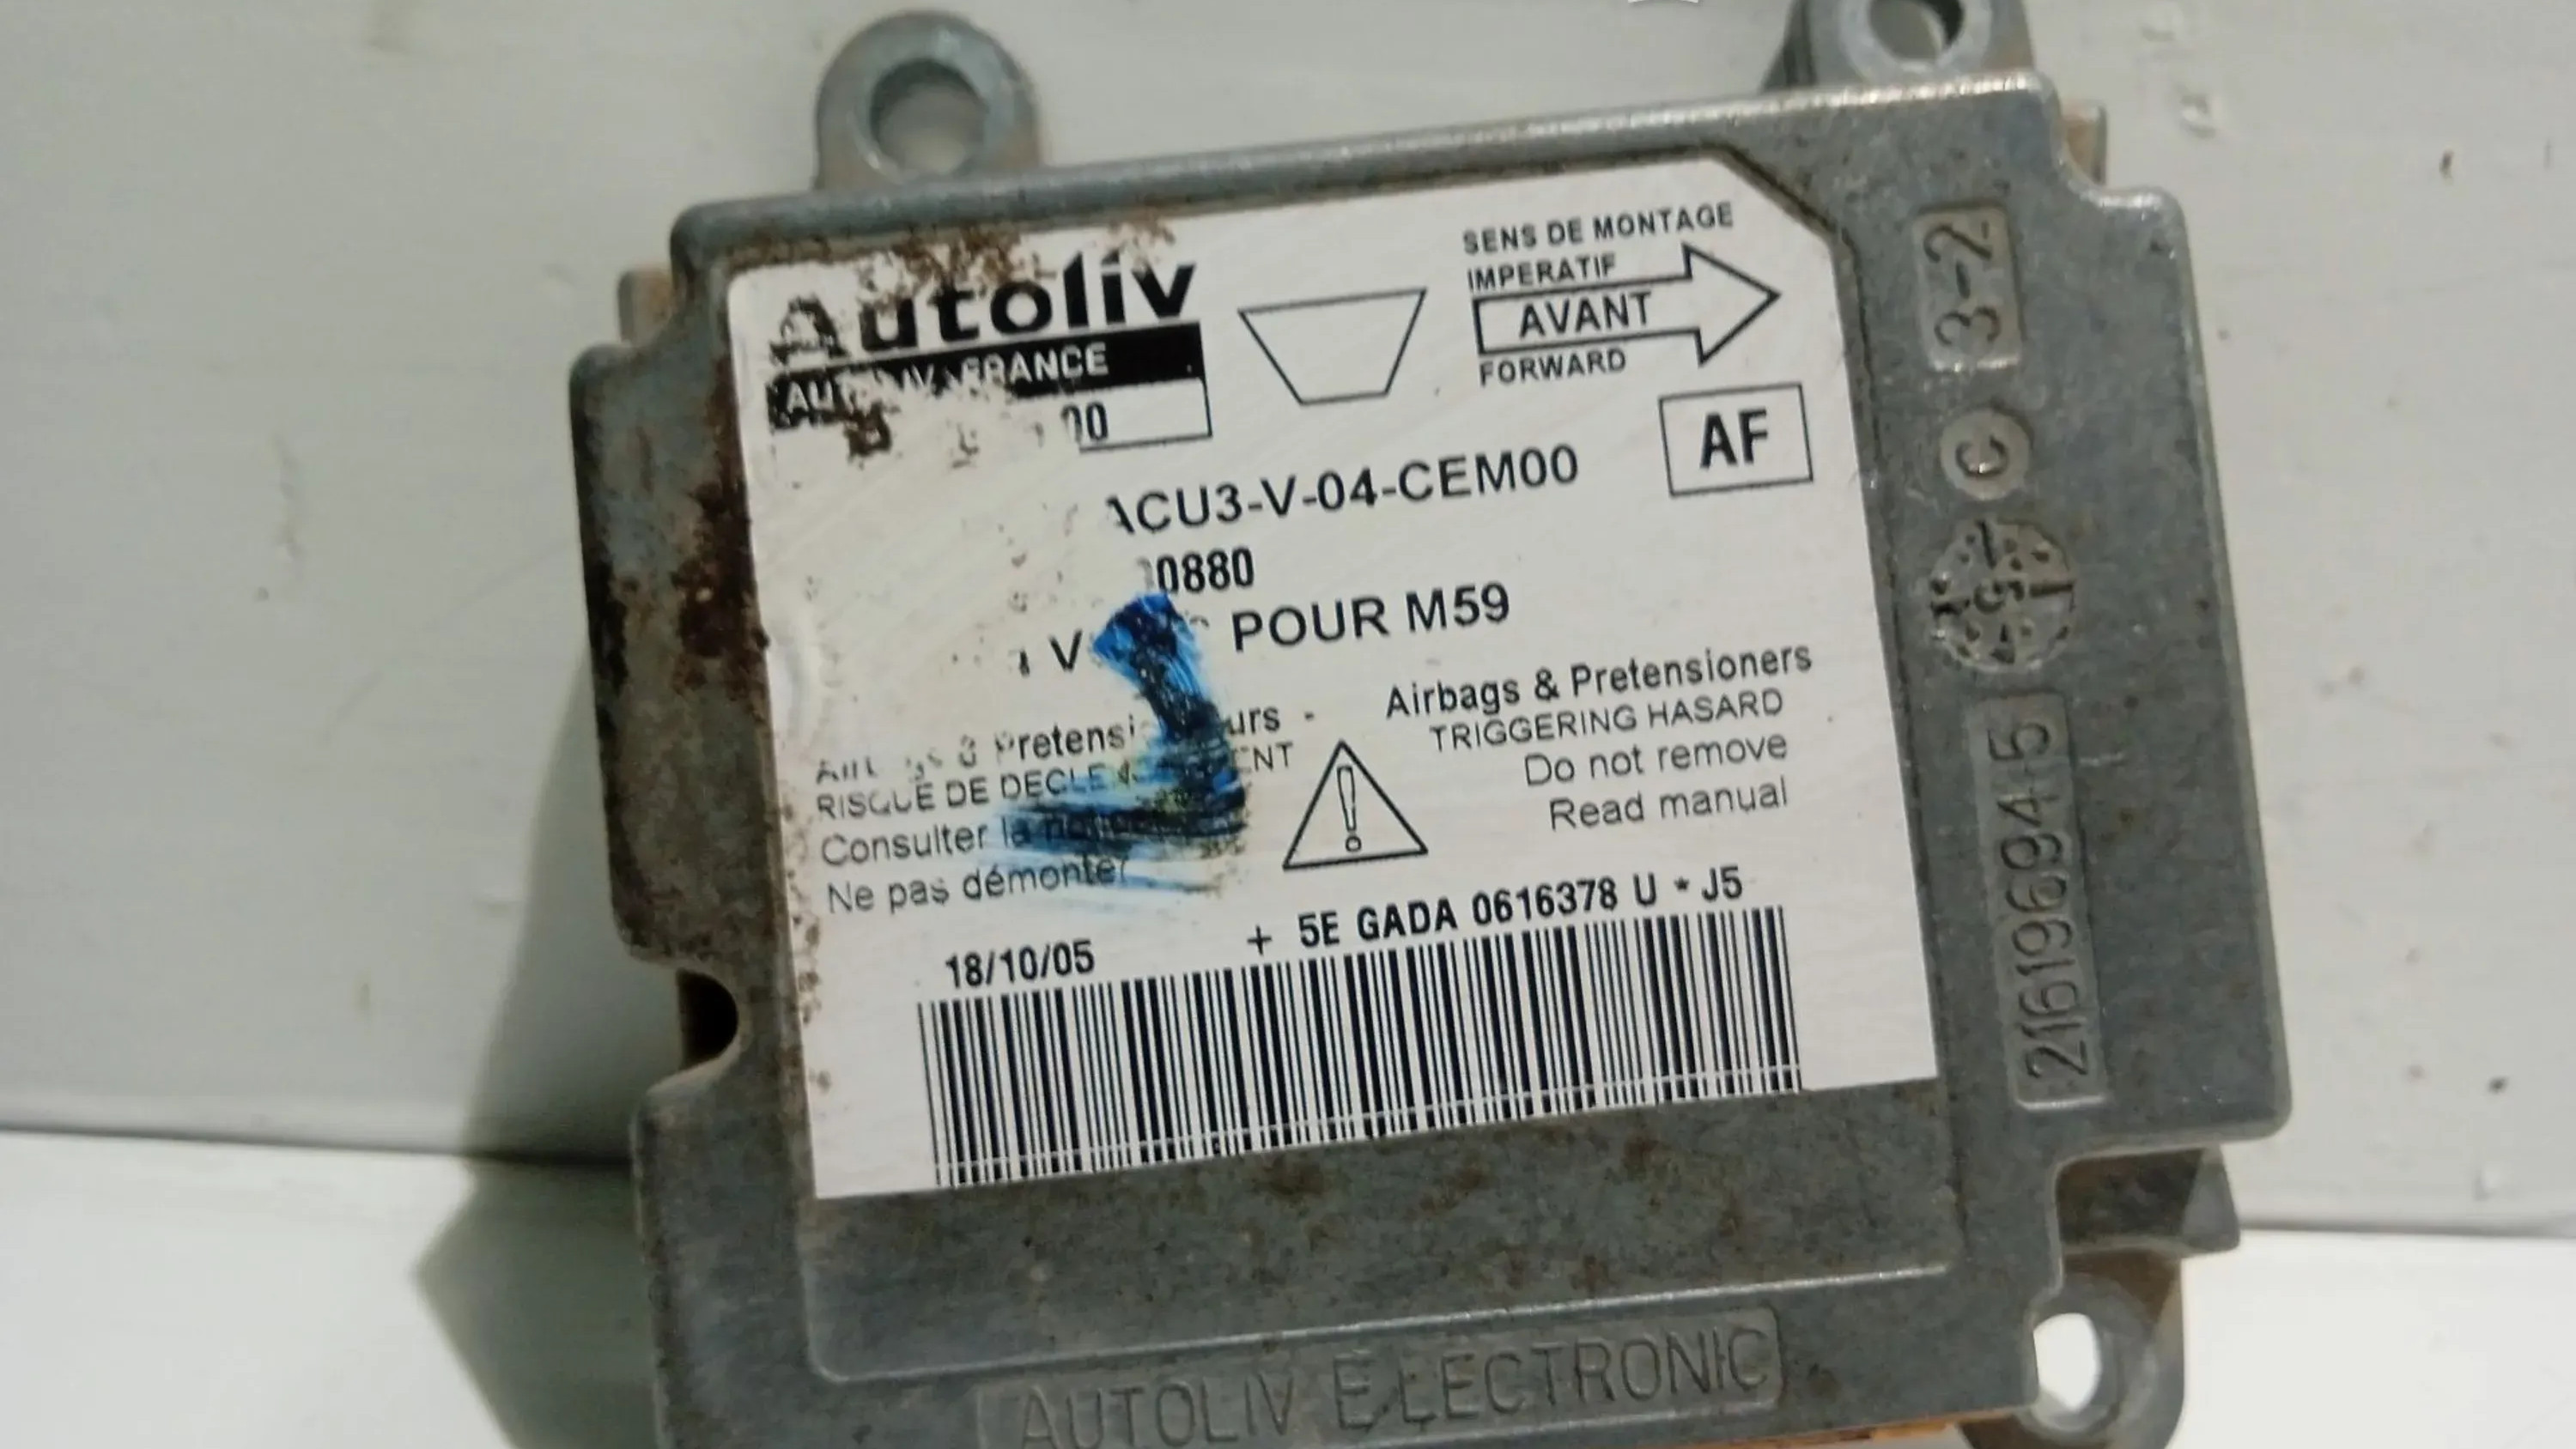 Autoliv
FRANCE
SENS DE MONTAGE
IMPERATIF
AVANT
FORWARD
AF
ACU3-V-04-CEM00
POUR M59
Airbags & Pretensioners
TRIGGERING HASARD
Do not remove
Read manual
RISQUE DE
Consulter la
Ne pas démonter
18/10/05
+ 5E GADA 0616378 U * J5
3-2
C
216196945
AUTOLIV ELECTRONIC